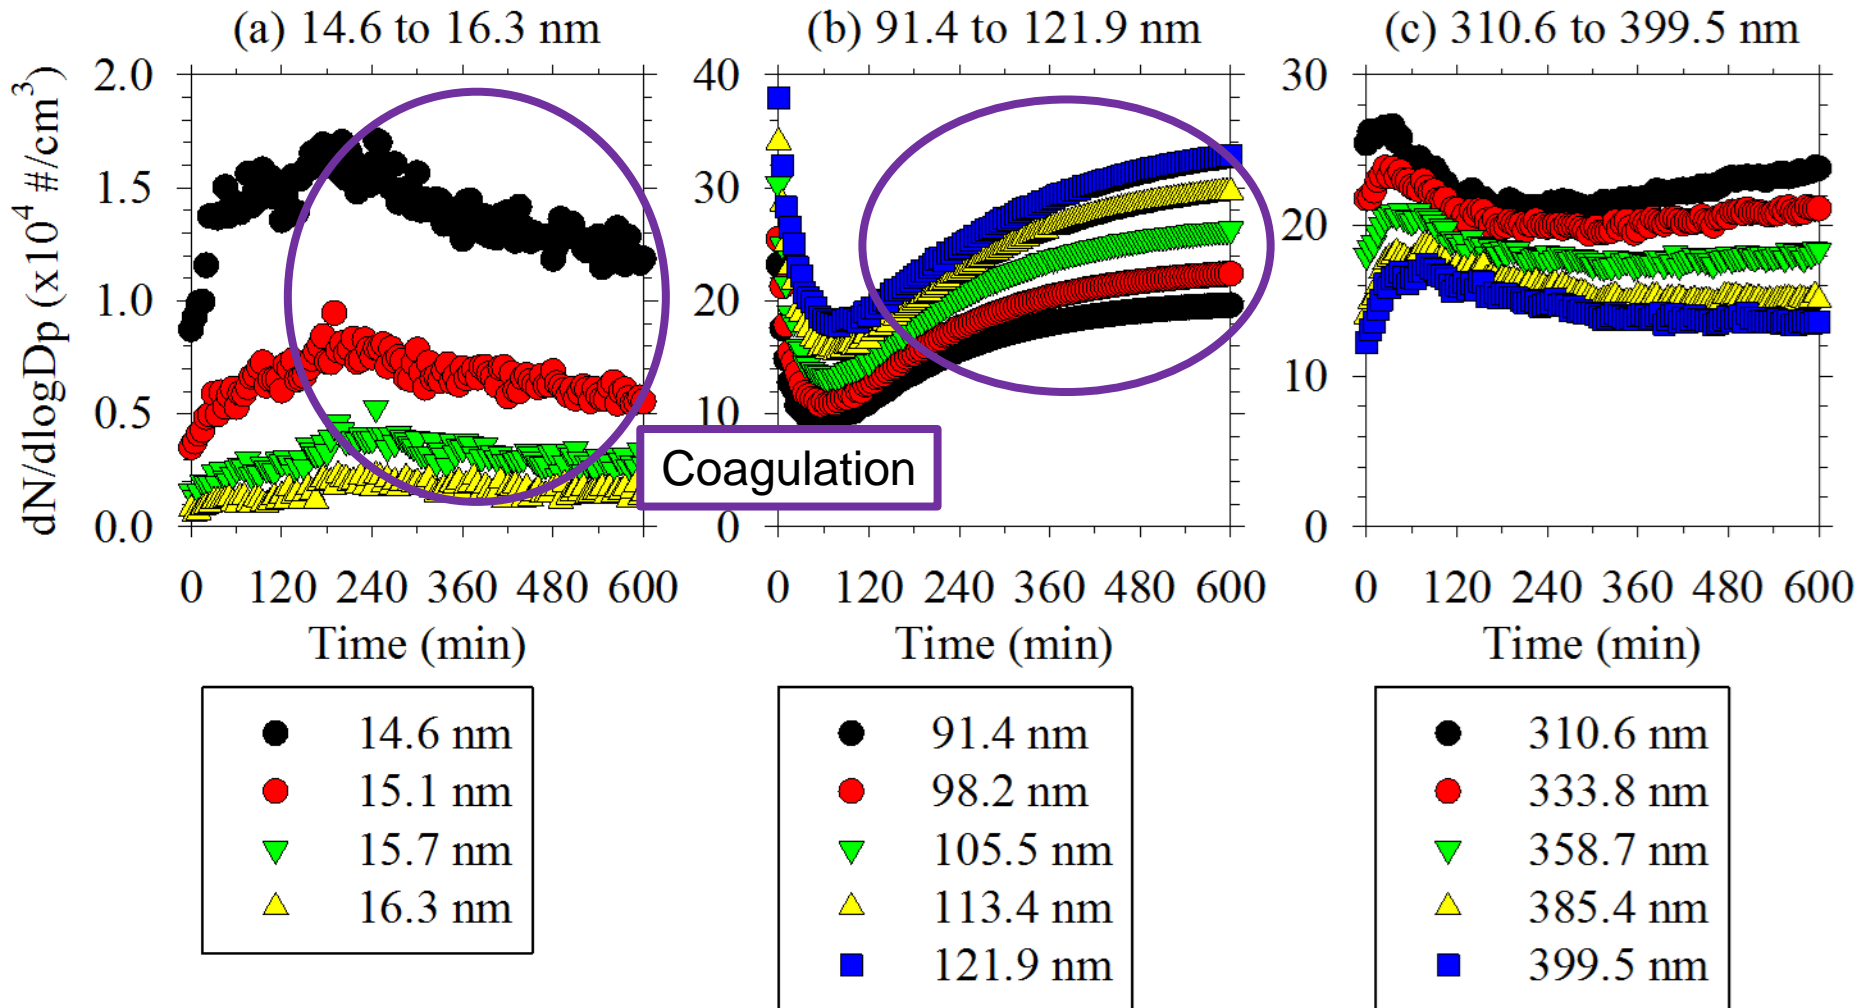 (a) 14.6 to 16.3 nm
(b) 91.4 to 121.9 nm
(c) 310.6 to 399.5 nm
dN/dlogDp (x10⁴ #/cm³)
2.0
1.5
1.0
0.5
0.0
40
30
20
10
0
30
20
10
0
Coagulation
0 120 240 360 480 600
0 120 240 360 480 600
0 120 240 360 480 600
Time (min)
Time (min)
Time (min)
14.6 nm
15.1 nm
15.7 nm
16.3 nm
91.4 nm
98.2 nm
105.5 nm
113.4 nm
121.9 nm
310.6 nm
333.8 nm
358.7 nm
385.4 nm
399.5 nm